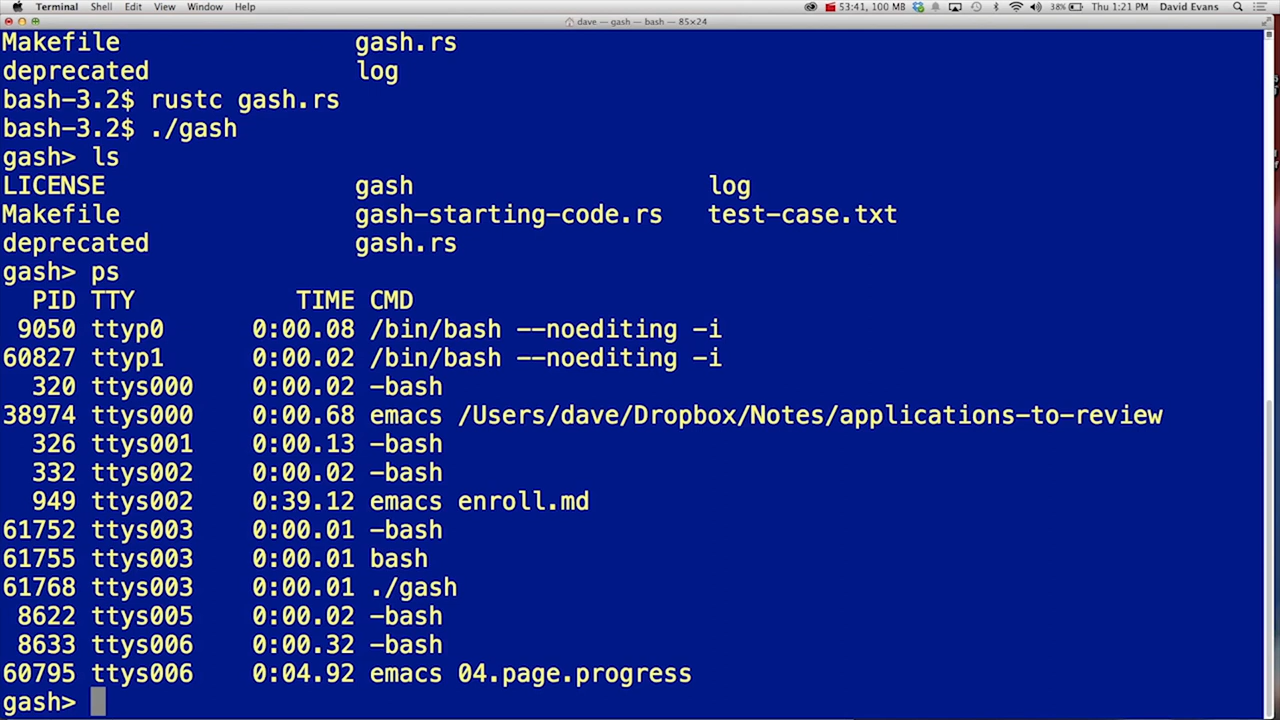 Terminal Shell Edit View Window Help 53:41, 100 MB 38% Thu 1:21 PM David Evans
dave — gash — bash — 85×24
Makefile gash.rs
deprecated log
bash-3.2$ rustc gash.rs
bash-3.2$ ./gash
gash> ls
LICENSE gash log
Makefile gash-starting-code.rs test-case.txt
deprecated gash.rs
gash> ps
PID TTY TIME CMD
9050 ttyp0 0:00.08 /bin/bash --noediting -i
60827 ttyp1 0:00.02 /bin/bash --noediting -i
320 ttys000 0:00.02 -bash
38974 ttys000 0:00.68 emacs /Users/dave/Dropbox/Notes/applications-to-review
326 ttys001 0:00.13 -bash
332 ttys002 0:00.02 -bash
949 ttys002 0:39.12 emacs enroll.md
61752 ttys003 0:00.01 -bash
61755 ttys003 0:00.01 bash
61768 ttys003 0:00.01 ./gash
8622 ttys005 0:00.02 -bash
8633 ttys006 0:00.32 -bash
60795 ttys006 0:04.92 emacs 04.page.progress
gash>